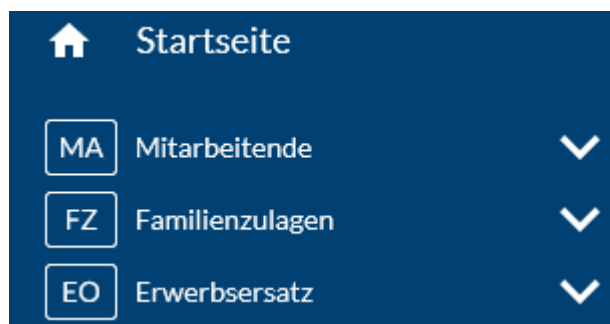 Startseite
MA Mitarbeitende
FZ Familienzulagen
EO Erwerbsersatz